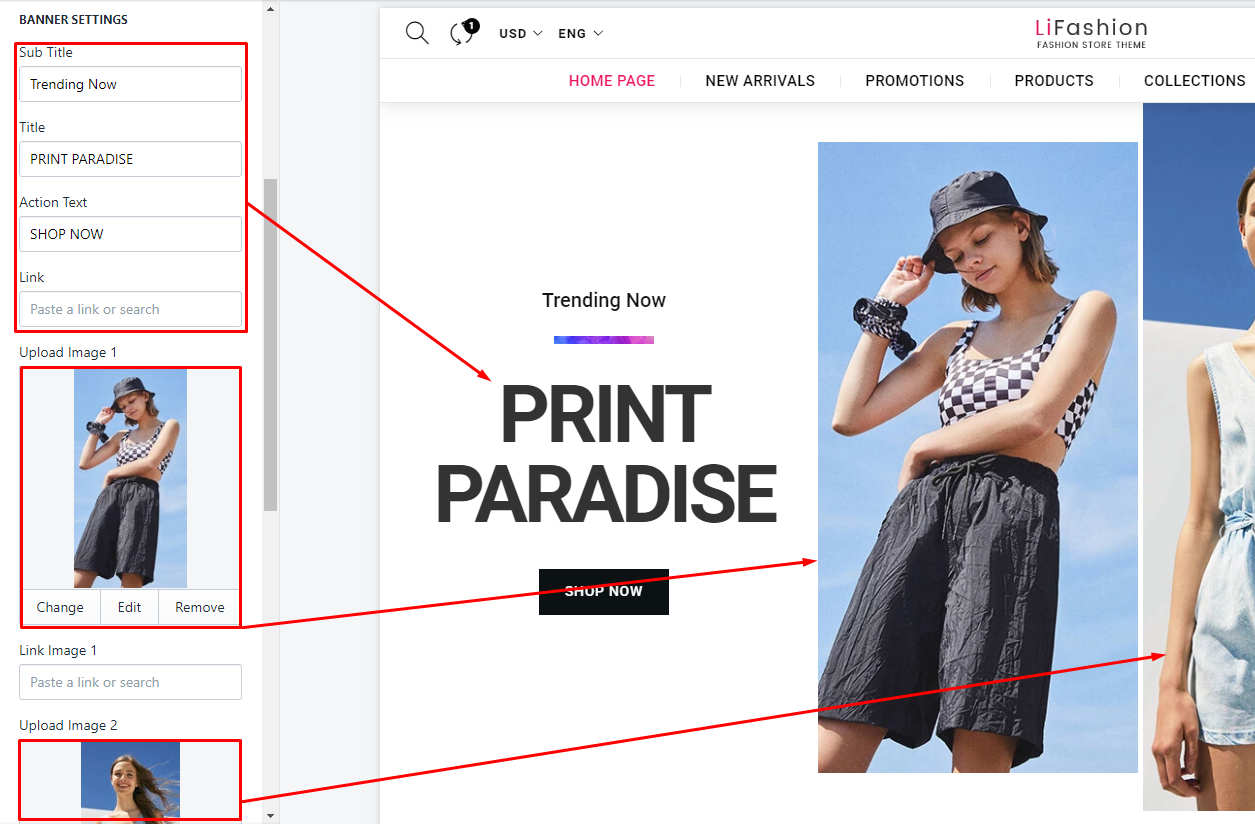 BANNER SETTINGS
Sub Title
Trending Now
Title
PRINT PARADISE
Action Text
SHOP NOW
Link
Paste a link or search
Upload Image 1
Change Edit Remove
Link Image 1
Paste a link or search
Upload Image 2
1
USD ENG
LiFashion
FASHION STORE THEME
HOME PAGE NEW ARRIVALS PROMOTIONS PRODUCTS COLLECTIONS
Trending Now
PRINT
PARADISE
SHOP NOW